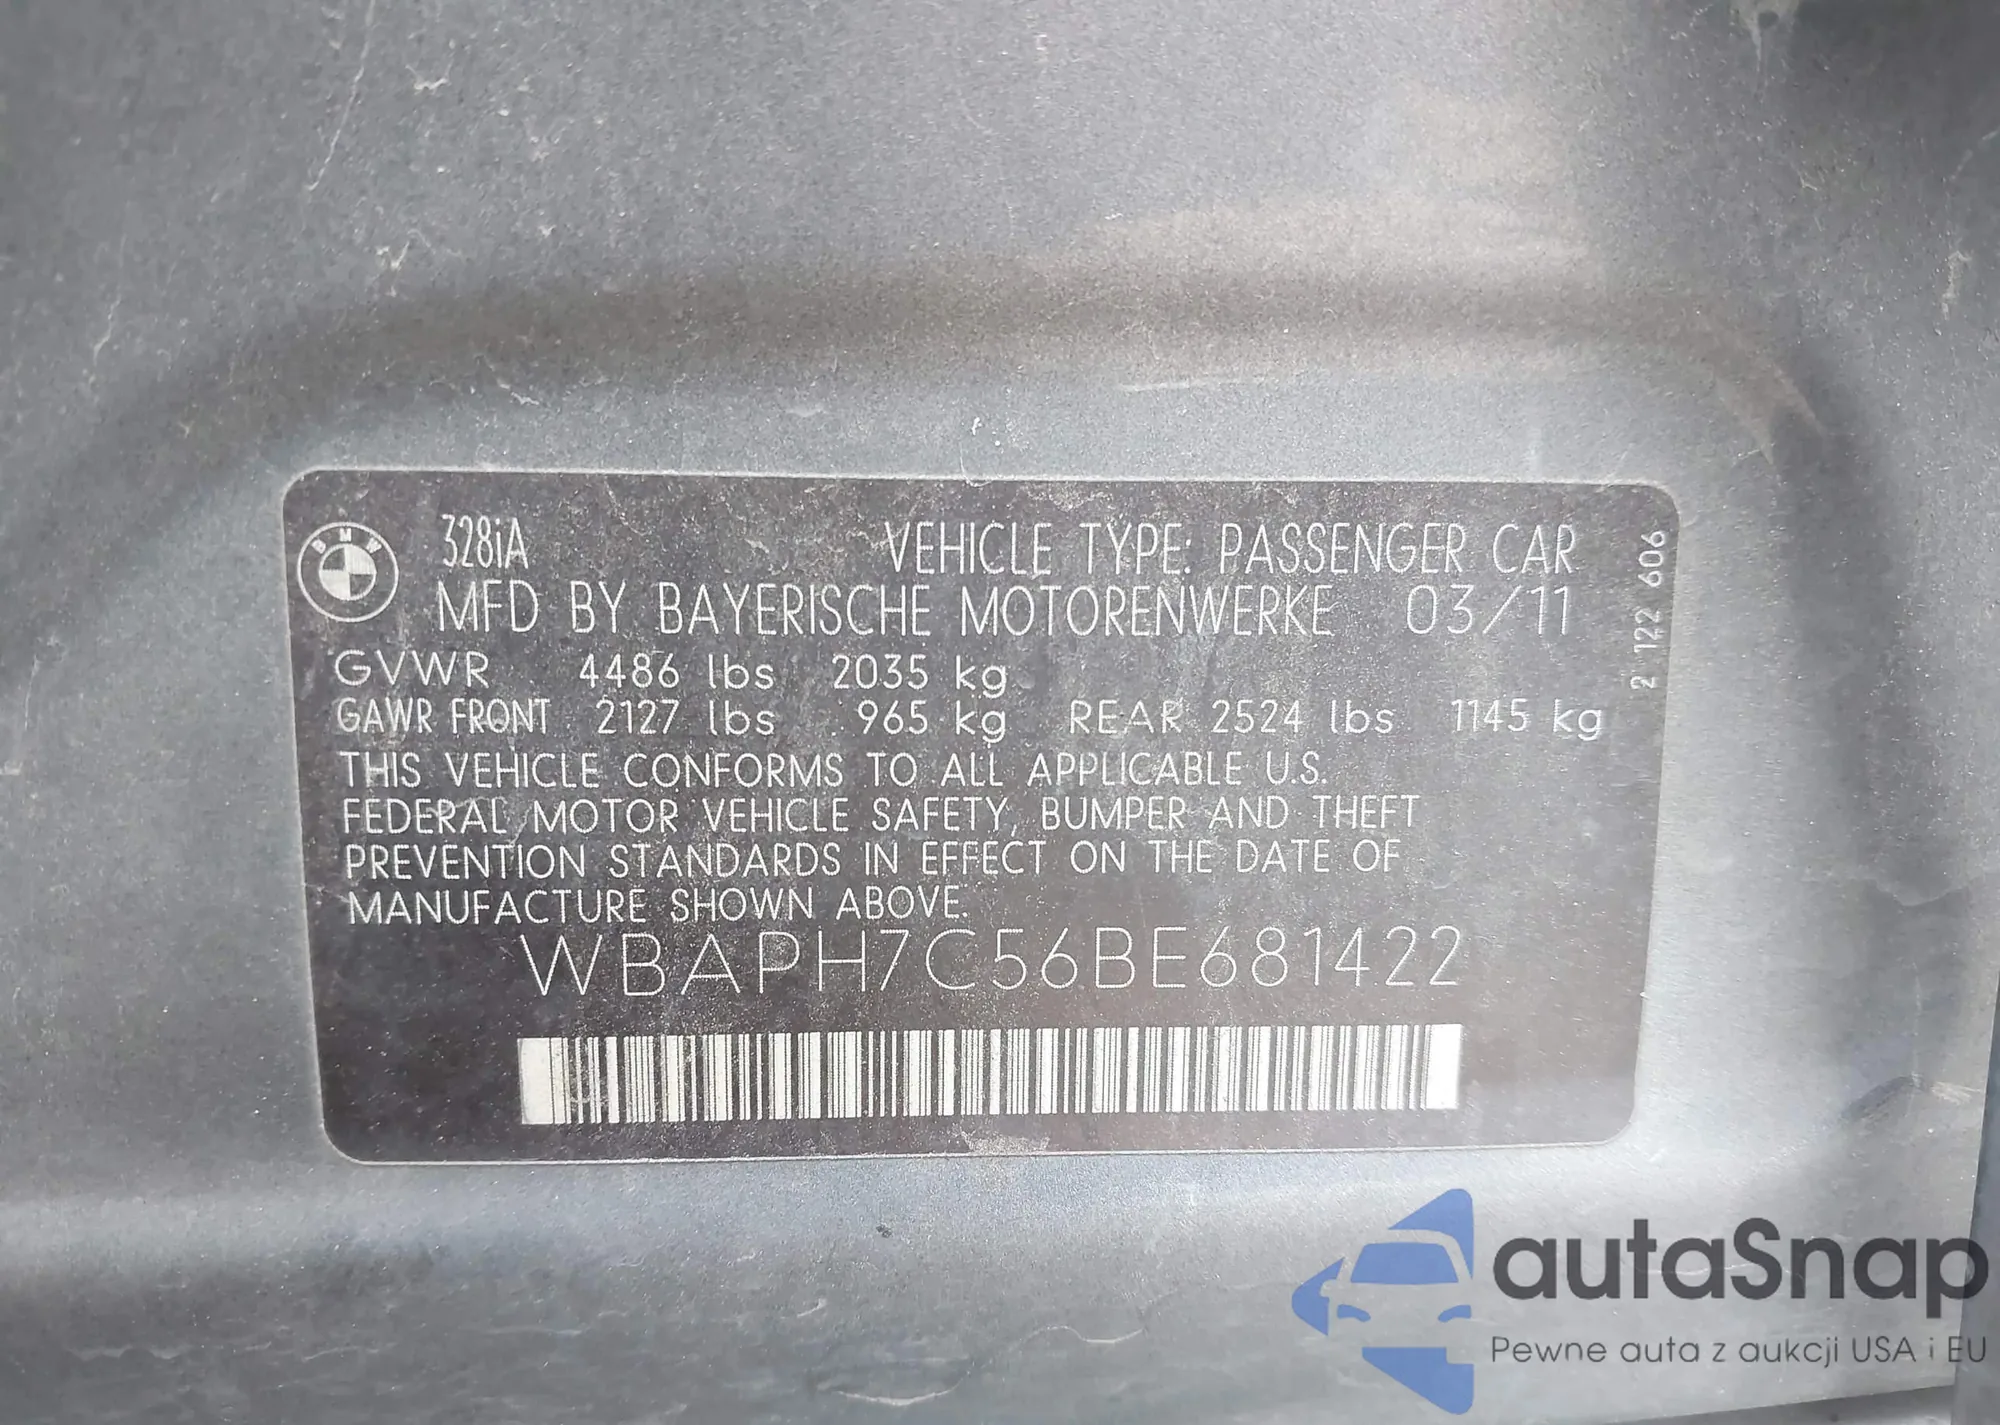 BMW
328iA VEHICLE TYPE: PASSENGER CAR
MFD BY BAYERISCHE MOTORENWERKE 03/11
GVWR 4486 lbs 2035 kg
GAWR FRONT 2127 lbs 965 kg REAR 2524 lbs 1145 kg
THIS VEHICLE CONFORMS TO ALL APPLICABLE U.S.
FEDERAL MOTOR VEHICLE SAFETY, BUMPER AND THEFT
PREVENTION STANDARDS IN EFFECT ON THE DATE OF
MANUFACTURE SHOWN ABOVE.
WBAPH7C56BE681422
2 122 606
autaSnap
Pewne auta z aukcji USA i EU